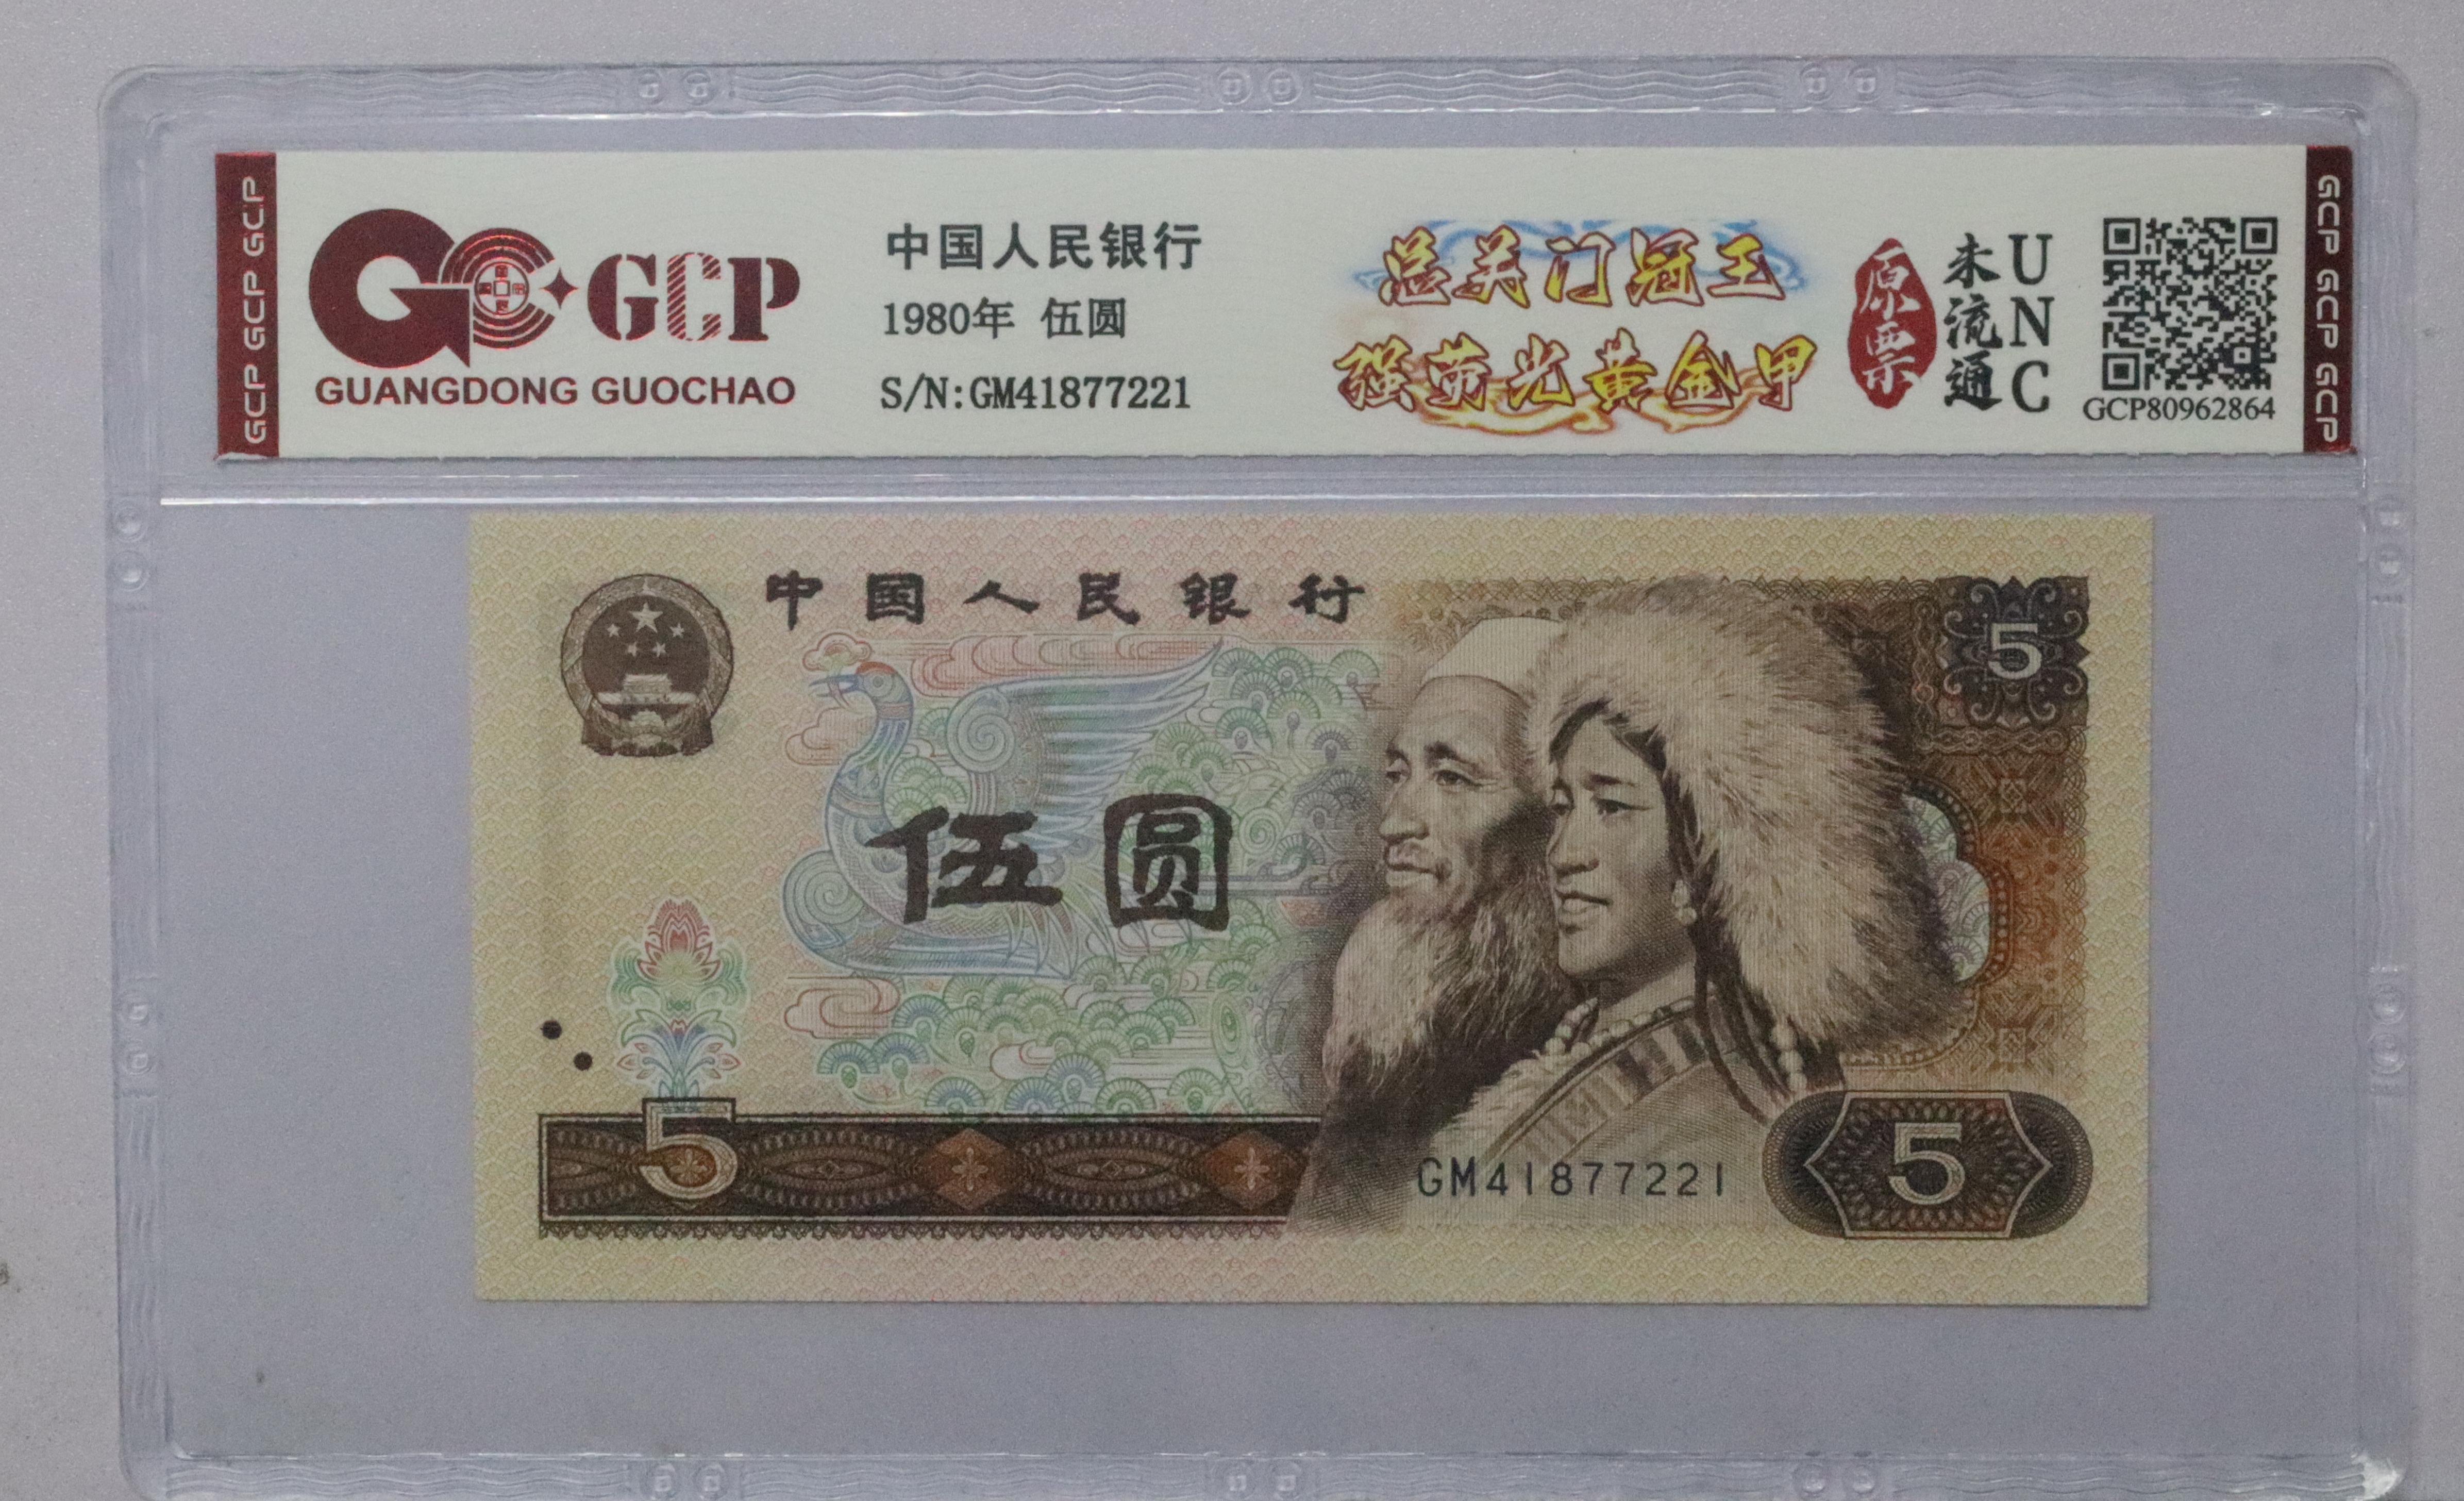 GCP GCP GCP
GC GCP
GUANGDONG GUOCHAO
中国人民银行
1980年 伍圆
S/N:GM41877221
总关门冠王
强荧光黄金甲
原票
未流通
UNC
GCP80962864
GCP GCP GCP
中国人民银行
5
伍圆
5
GM41877221
5